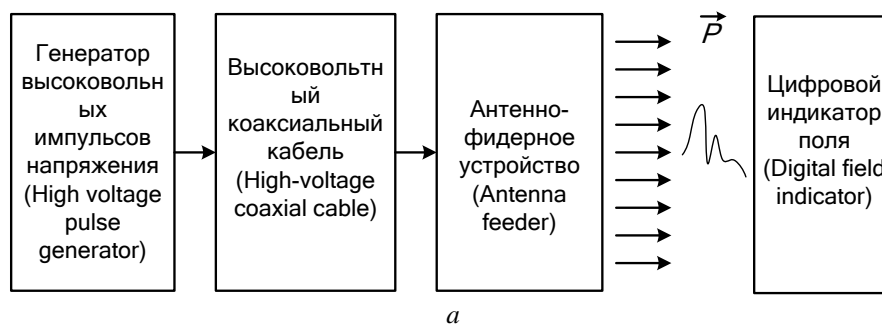 Генератор
высоковольн
ых
импульсов
напряжения
(High voltage
pulse
generator)
Высоковольтн
ый
коаксиальный
кабель
(High-voltage
coaxial cable)
Антенно-
фидерное
устройство
(Antenna
feeder)
P
Цифровой
индикатор
поля
(Digital field
indicator)
а